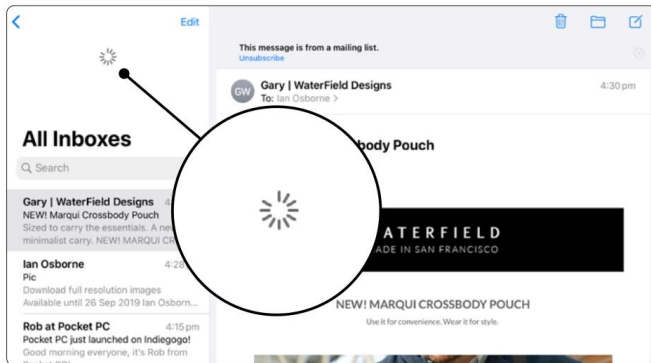 Edit
All Inboxes
Search
Gary | WaterField Designs
NEW! Marqui Crossbody Pouch
Sized to carry the essentials. A
minimalist carry. NEW! MARQUI
Ian Osborne 4:28
Pic
Download full resolution images
Available until 26 Sep 2019 Ian Osborn...
Rob at Pocket PC 4:15 pm
Pocket PC just launched on Indiegogo!
Good morning everyone, it's Rob from
This message is from a mailing list.
Unsubscribe
GW
Gary | WaterField Designs 4:30 pm
To: Ian Osborne >
body Pouch
ATERFIELD
ADE IN SAN FRANCISCO
NEW! MARQUI CROSSBODY POUCH
Use it for convenience. Wear it for style.